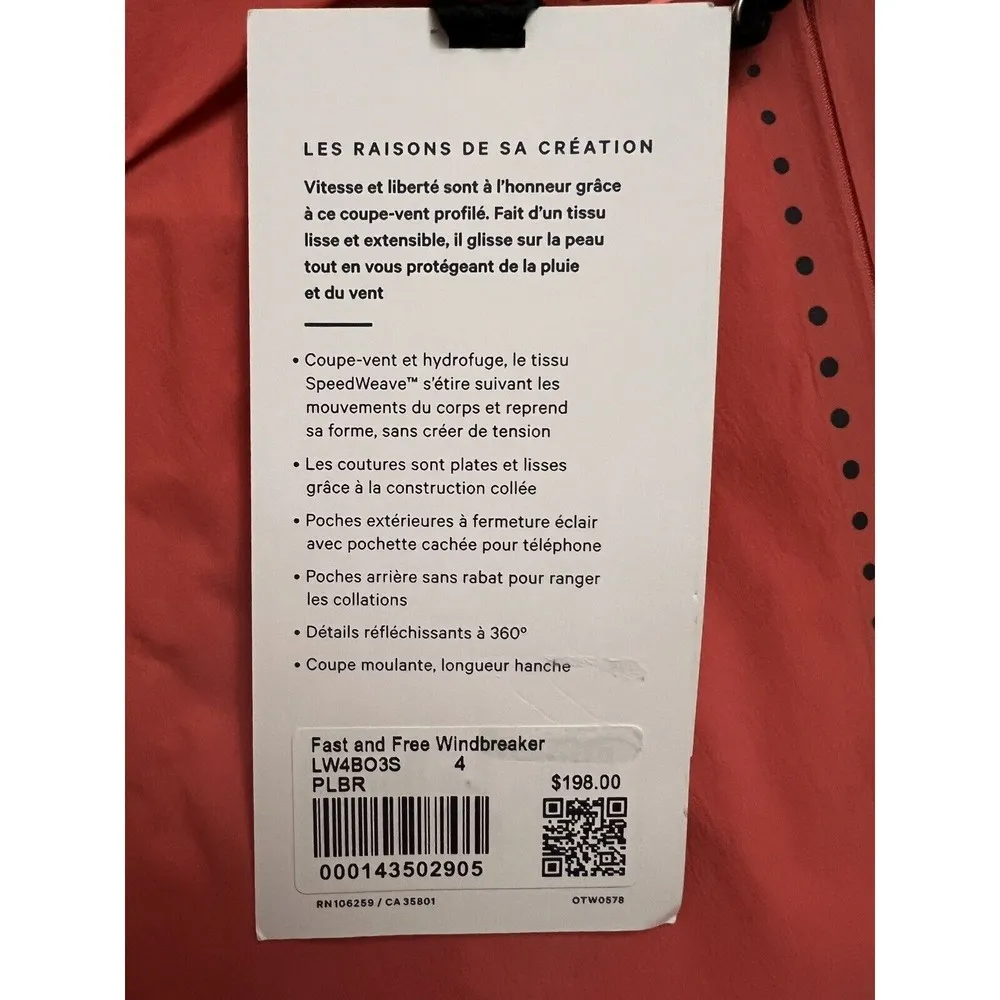 LES RAISONS DE SA CRÉATION
Vitesse et liberté sont à l'honneur grâce
à ce coupe-vent profilé. Fait d'un tissu
lisse et extensible, il glisse sur la peau
tout en vous protégeant de la pluie
et du vent
• Coupe-vent et hydrofuge, le tissu
SpeedWeave™ s'étire suivant les
mouvements du corps et reprend
sa forme, sans créer de tension
• Les coutures sont plates et lisses
grâce à la construction collée
• Poches extérieures à fermeture éclair
avec pochette cachée pour téléphone
• Poches arrière sans rabat pour ranger
les collations
• Détails réfléchissants à 360°
• Coupe moulante, longueur hanche
Fast and Free Windbreaker
LW4BO3S 4
PLBR $198.00
000143502905
RN106259 / CA35801 OTW0578